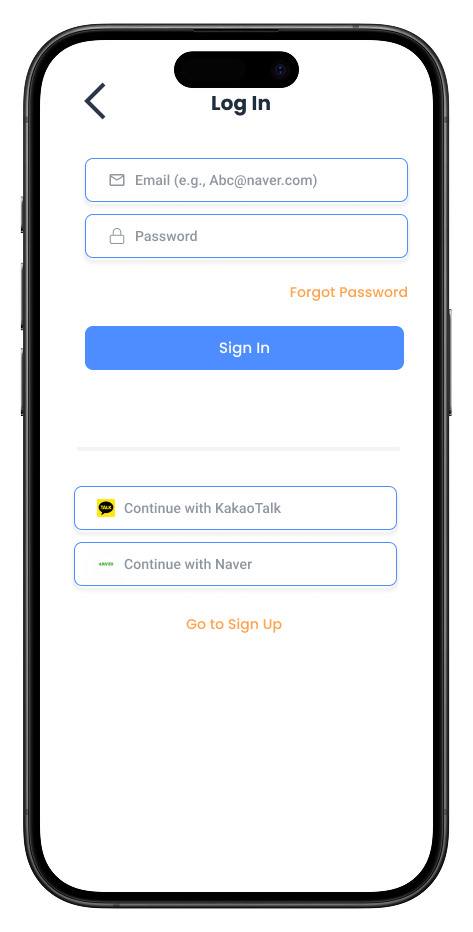 Log In
Email (e.g., Abc@naver.com)
Password
Forgot Password
Sign In
TALK
Continue with KakaoTalk
NAVER
Continue with Naver
Go to Sign Up